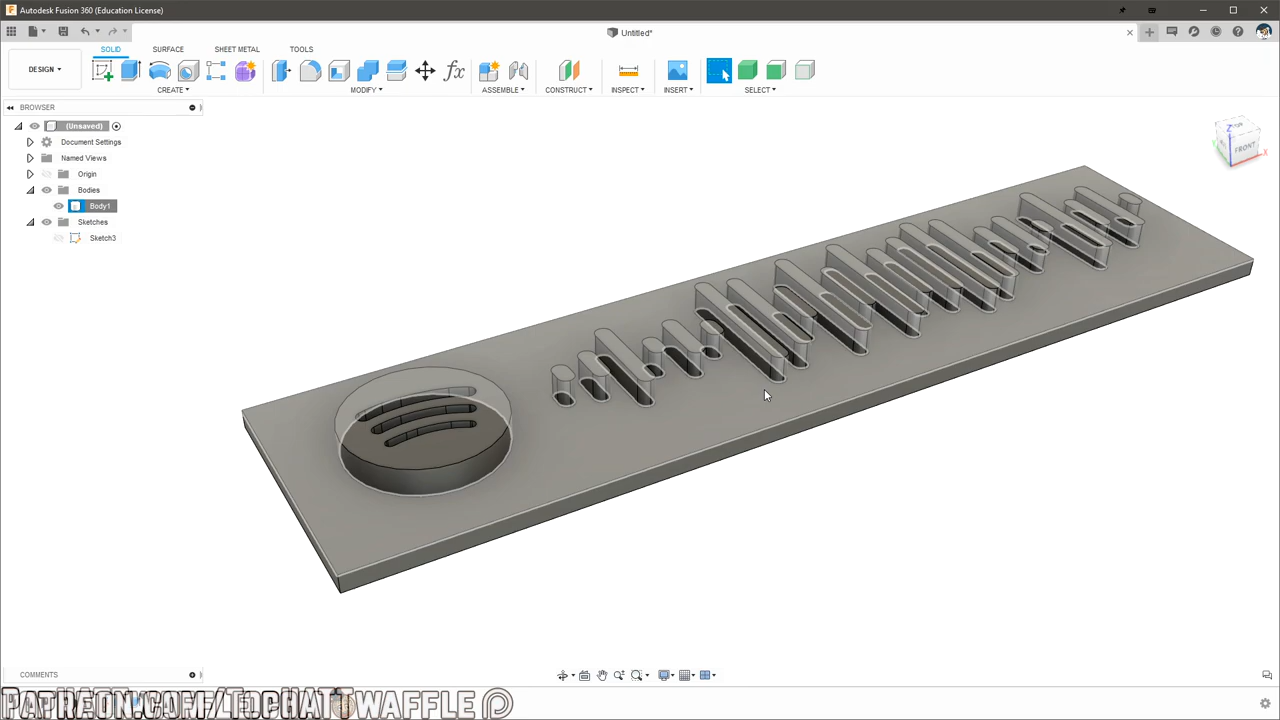 Autodesk Fusion 360 (Education License)
Untitled*
SOLID SURFACE SHEET METAL TOOLS
DESIGN
CREATE MODIFY ASSEMBLE CONSTRUCT INSPECT INSERT SELECT
BROWSER
(Unsaved)
Document Settings
Named Views
Origin
Bodies
Body1
Sketches
Sketch3
Z
X
FRONT
COMMENTS
PATREON.COM/TOPHATTWAFFLE